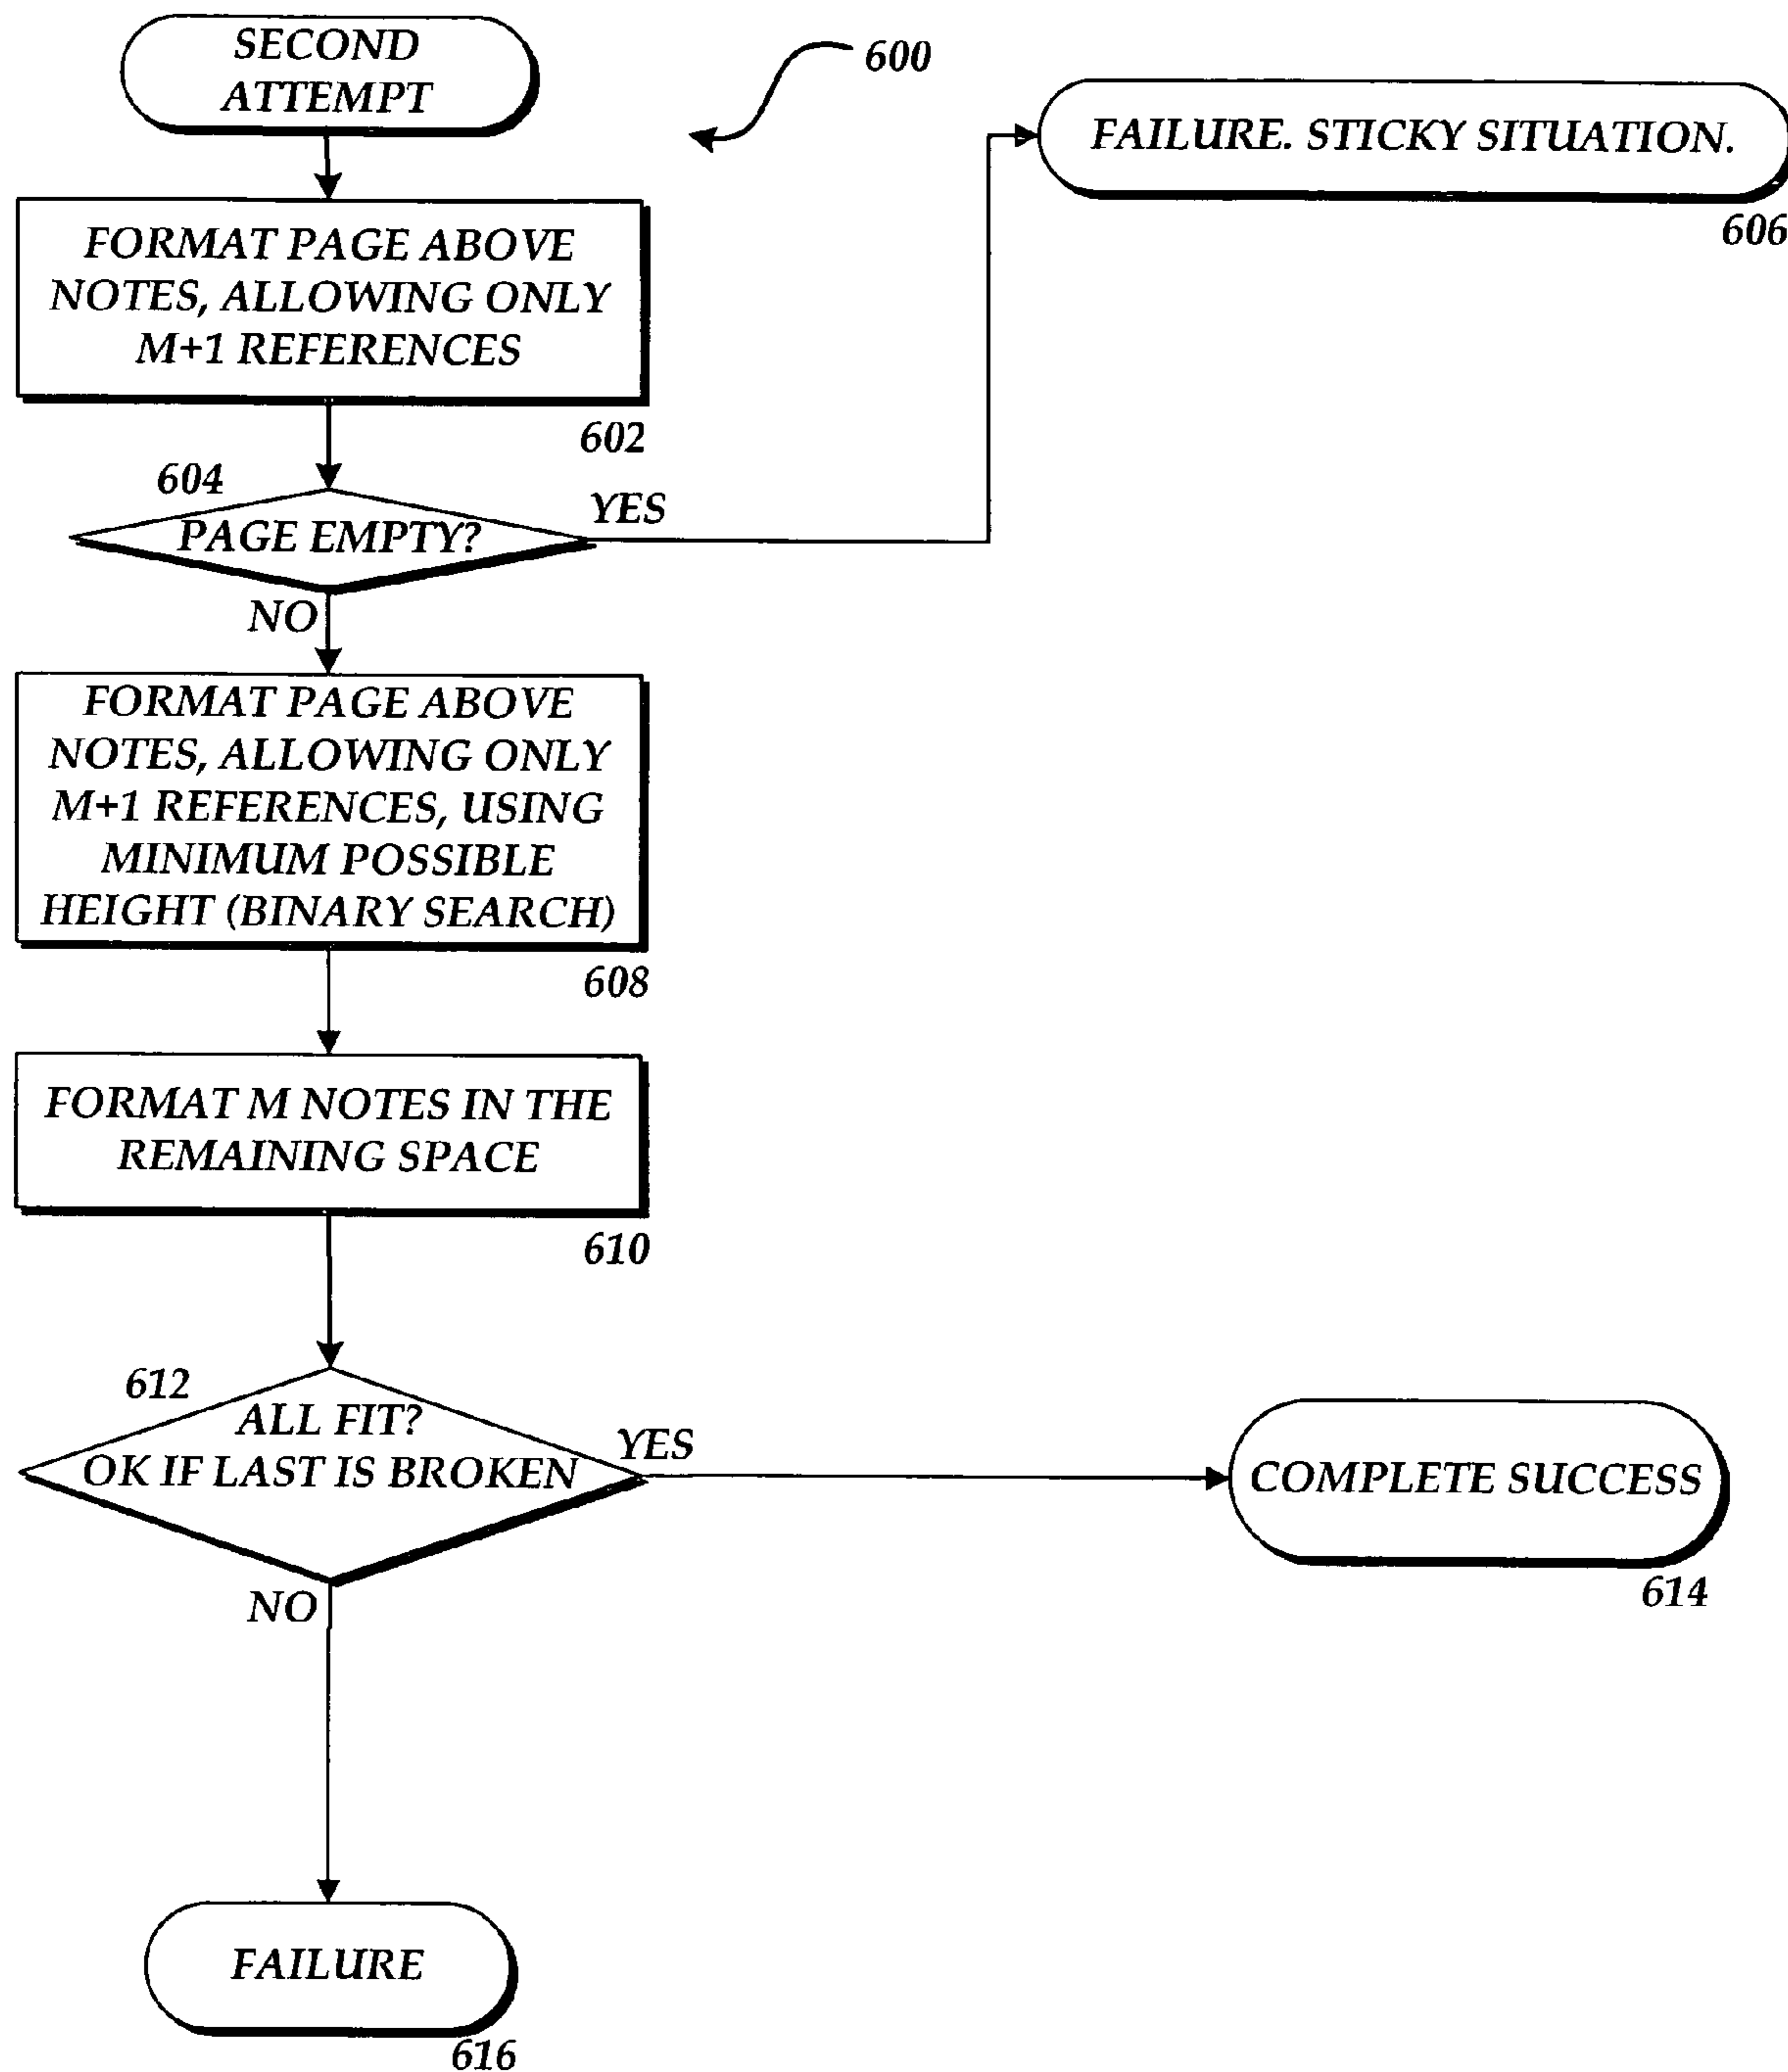 SECOND
ATTEMPT
600
FAILURE. STICKY SITUATION.
606
FORMAT PAGE ABOVE
NOTES, ALLOWING ONLY
M+1 REFERENCES
602
604
PAGE EMPTY?
YES
NO
FORMAT PAGE ABOVE
NOTES, ALLOWING ONLY
M+1 REFERENCES, USING
MINIMUM POSSIBLE
HEIGHT (BINARY SEARCH)
608
FORMAT M NOTES IN THE
REMAINING SPACE
610
612
ALL FIT?
OK IF LAST IS BROKEN
YES
COMPLETE SUCCESS
614
NO
FAILURE
616